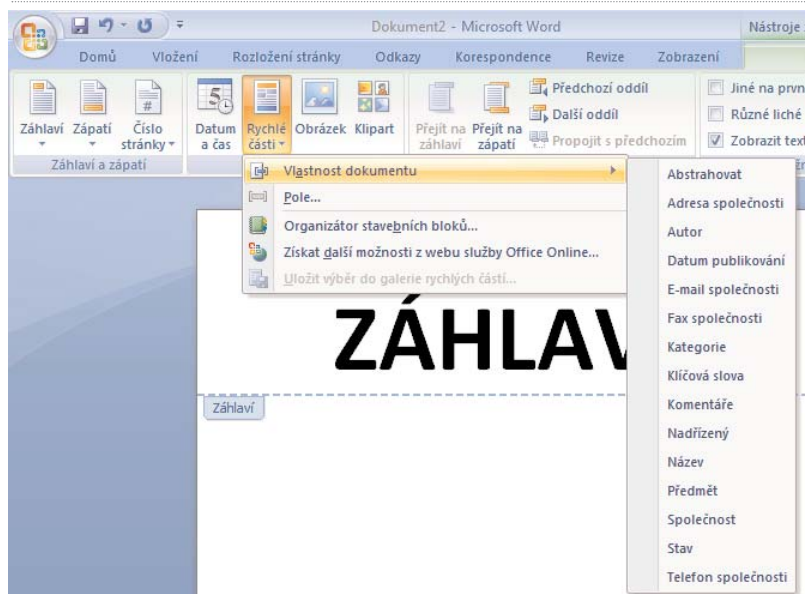 Dokument2 - Microsoft Word
Nástroje
Domů Vložení Rozložení stránky Odkazy Korespondence Revize Zobrazení
Záhlaví Zápatí Číslo stránky
Datum a čas Rychlé části Obrázek Klipart
Přejít na záhlaví Přejít na zápatí
Předchozí oddíl
Další oddíl
Propojit s předchozím
Jiné na
Různé liché
Zobrazit
Záhlaví a zápatí
Vlastnost dokumentu
Pole...
Organizátor stavebních bloků...
Získat další možnosti z webu služby Office Online...
Uložit výběr do galerie rychlých částí...
Abstrahovat
Adresa společnosti
Autor
Datum publikování
E-mail společnosti
Fax společnosti
Kategorie
Klíčová slova
Komentáře
Nadřízený
Název
Předmět
Společnost
Stav
Telefon společnosti
Záhlaví